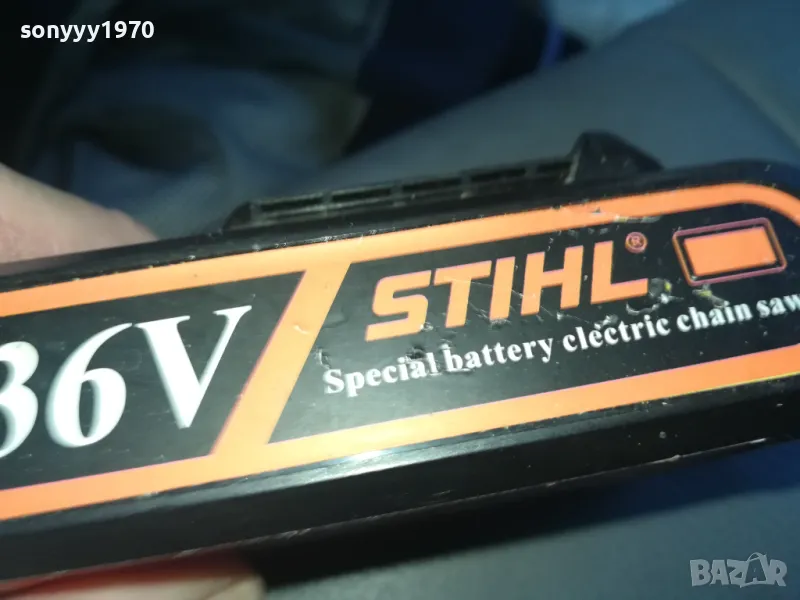 sonyyy1970
36V
STIHL®
Special battery electric chain saw
BAZAR